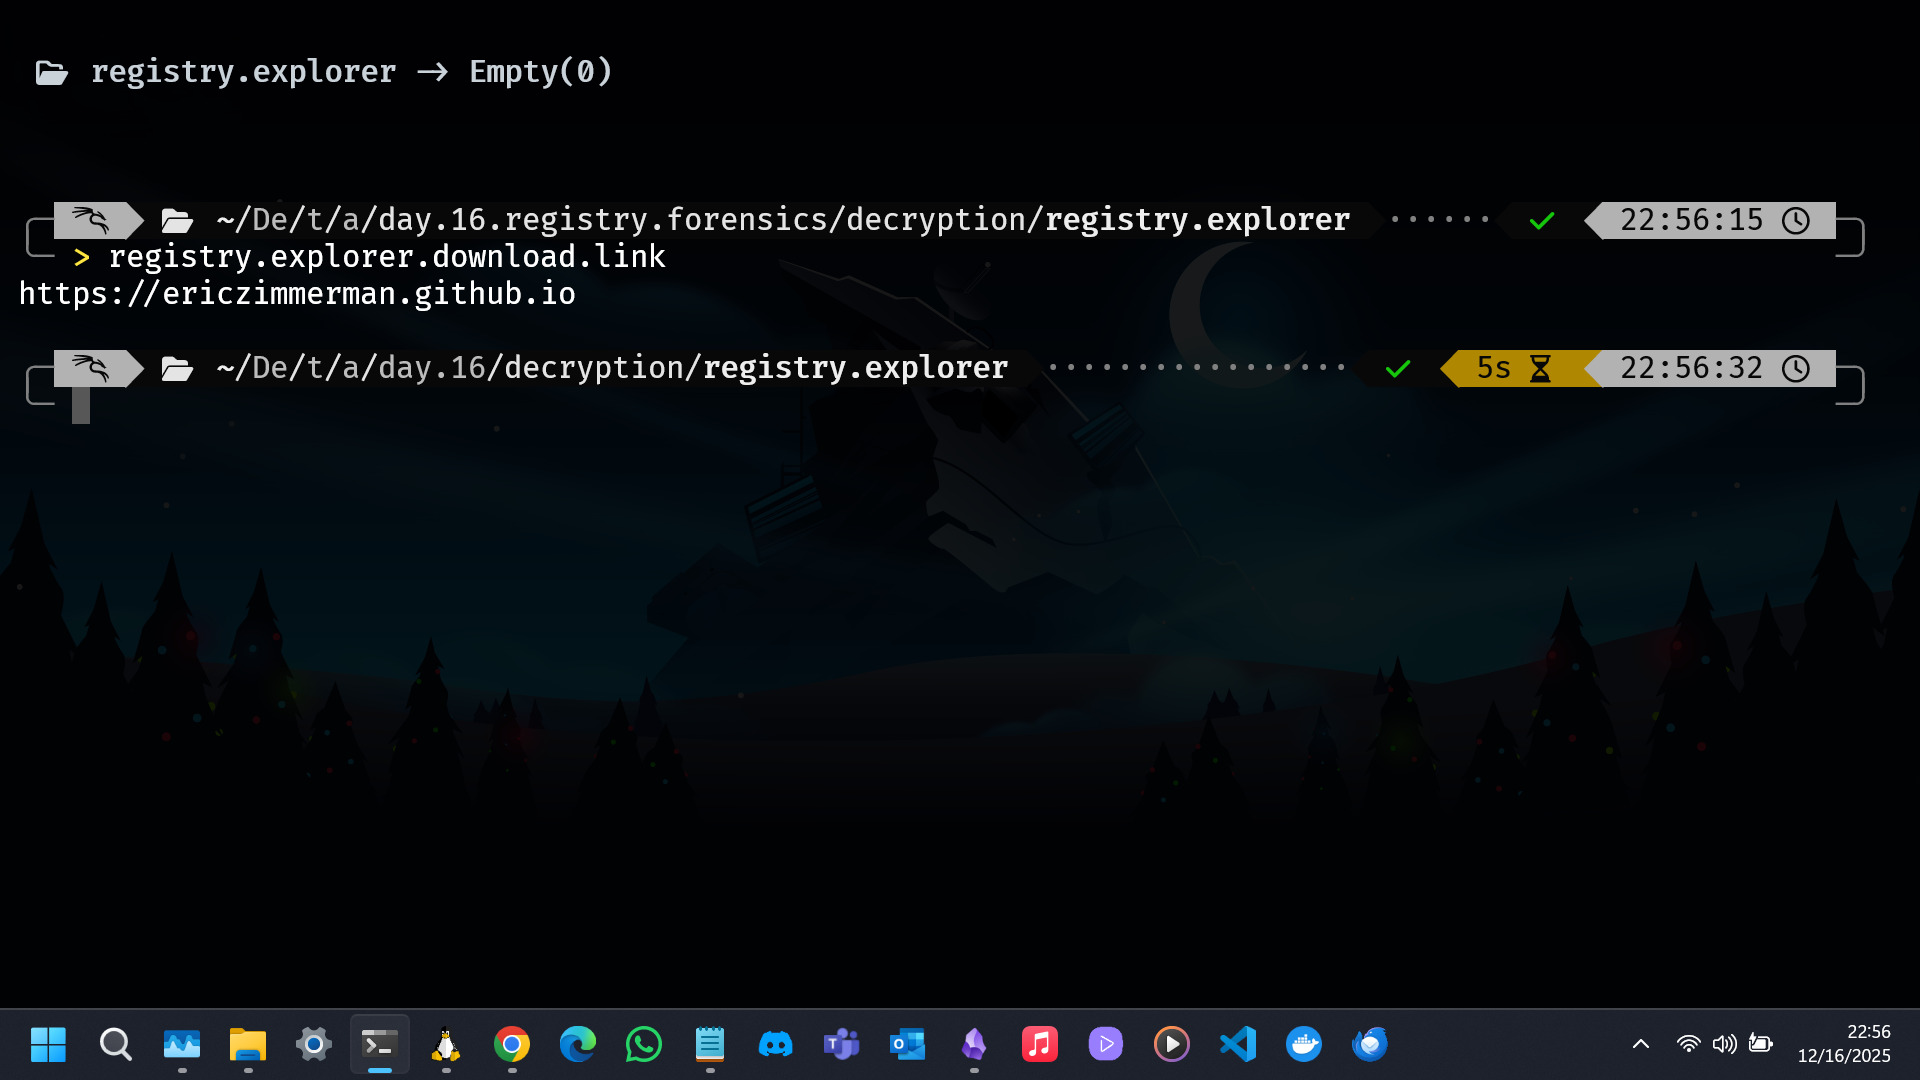 registry.explorer → Empty(0)
~/De/t/a/day.16.registry.forensics/decryption/registry.explorer 22:56:15
> registry.explorer.download.link
https://ericzimmerman.github.io
~/De/t/a/day.16/decryption/registry.explorer 5s 22:56:32
22:56
12/16/2025